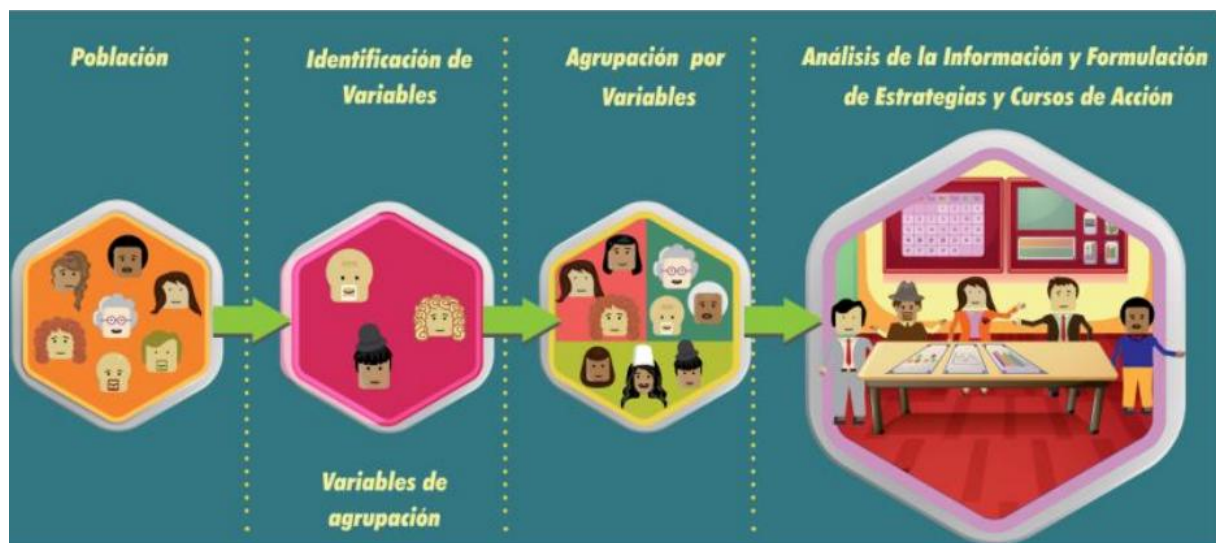 Población
Identificación de
Variables
Agrupación por
Variables
Análisis de la Información y Formulación
de Estrategias y Cursos de Acción
Variables de
agrupación